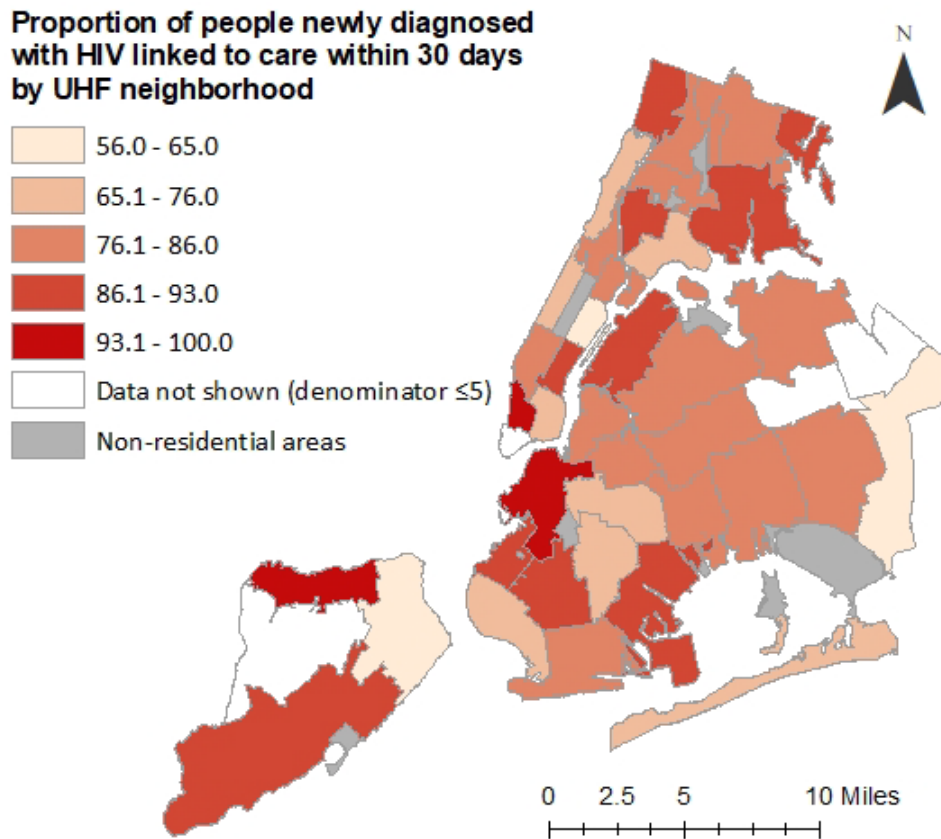 Proportion of people newly diagnosed
with HIV linked to care within 30 days
by UHF neighborhood
56.0 - 65.0
65.1 - 76.0
76.1 - 86.0
86.1 - 93.0
93.1 - 100.0
Data not shown (denominator ≤5)
Non-residential areas
N
0 2.5 5 10 Miles